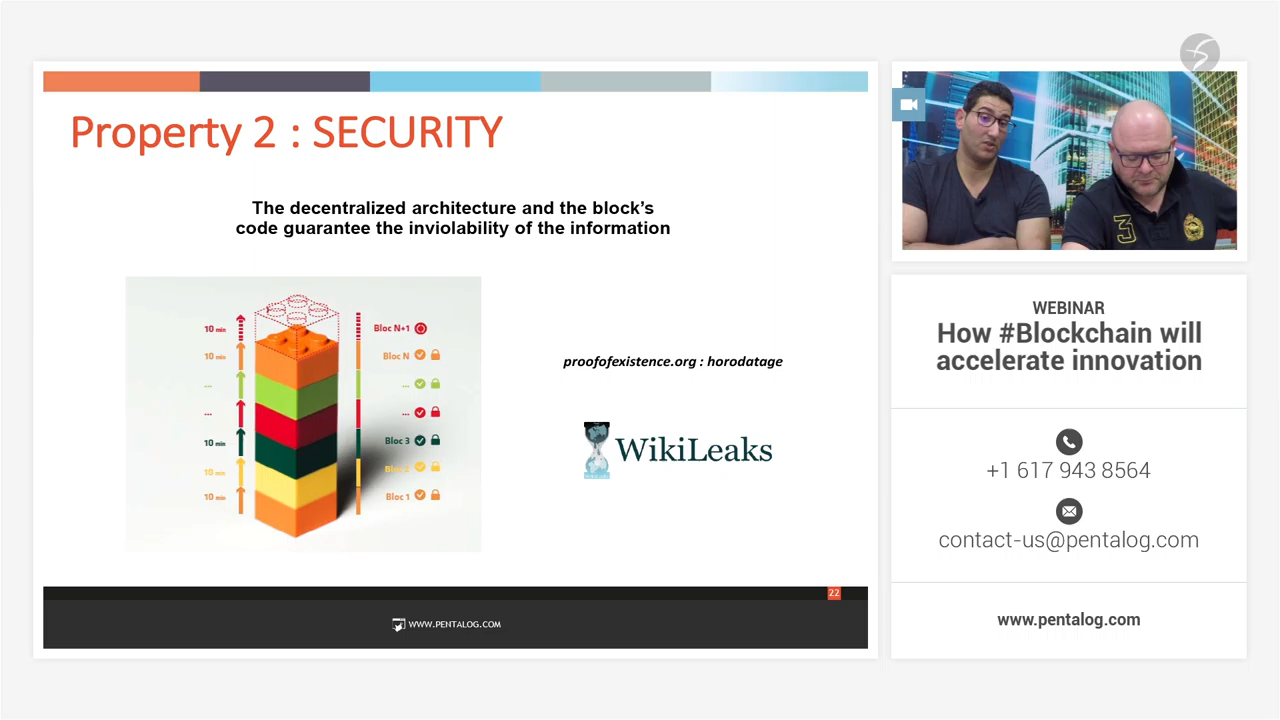 Property 2 : SECURITY
The decentralized architecture and the block's
code guarantee the inviolability of the information
10 min
Bloc N+1
10 min
Bloc N
...
...
...
...
10 min
Bloc 3
10 min
Bloc 2
10 min
Bloc 1
proofofexistence.org : horodatage
WikiLeaks
22
WWW.PENTALOG.COM
3
WEBINAR
How #Blockchain will
accelerate innovation
+1 617 943 8564
contact-us@pentalog.com
www.pentalog.com